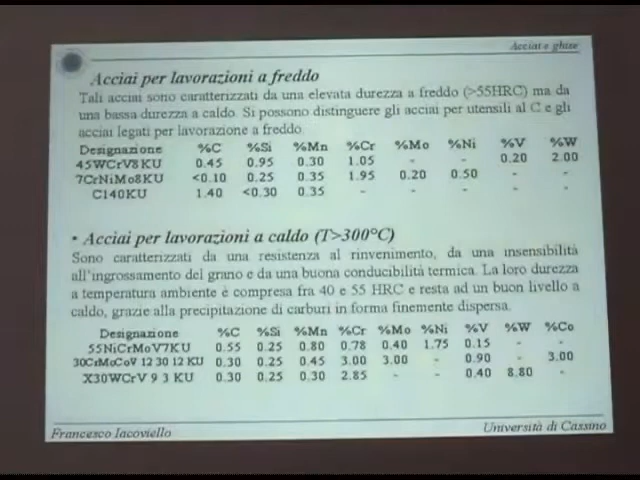 Acciai e ghise
Acciai per lavorazioni a freddo
Tali acciai sono caratterizzati da una elevata durezza a freddo (>55HRC) ma da
una bassa durezza a caldo. Si possono distinguere gli acciai per utensili al C e gli
acciai legati per lavorazione a freddo.
Designazione %C %Si %Mn %Cr %Mo %Ni %V %W
45WCrV8 KU 0.45 0.95 0.30 1.05 - - 0.20 2.00
7CrNiMo8KU <0.10 0.25 0.35 1.95 0.20 0.50 - -
C140KU 1.40 <0.30 0.35 - - - - -
• Acciai per lavorazioni a caldo (T>300°C)
Sono caratterizzati da una resistenza al rinvenimento, da una insensibilità
all'ingrossamento del grano e da una buona conducibilità termica. La loro durezza
a temperatura ambiente è compresa fra 40 e 55 HRC e resta ad un buon livello a
caldo, grazie alla precipitazione di carburi in forma finemente dispersa.
Designazione %C %Si %Mn %Cr %Mo %Ni %V %W %Co
55NiCrMoV7KU 0.55 0.25 0.80 0.78 0.40 1.75 0.15 - -
30CrMoCoV 12 30 12 KU 0.30 0.25 0.45 3.00 3.00 - 0.90 - 3.00
X30WCrV 9 3 KU 0.30 0.25 0.30 2.85 - - 0.40 8.80 -
Francesco Iacoviello
Università di Cassino